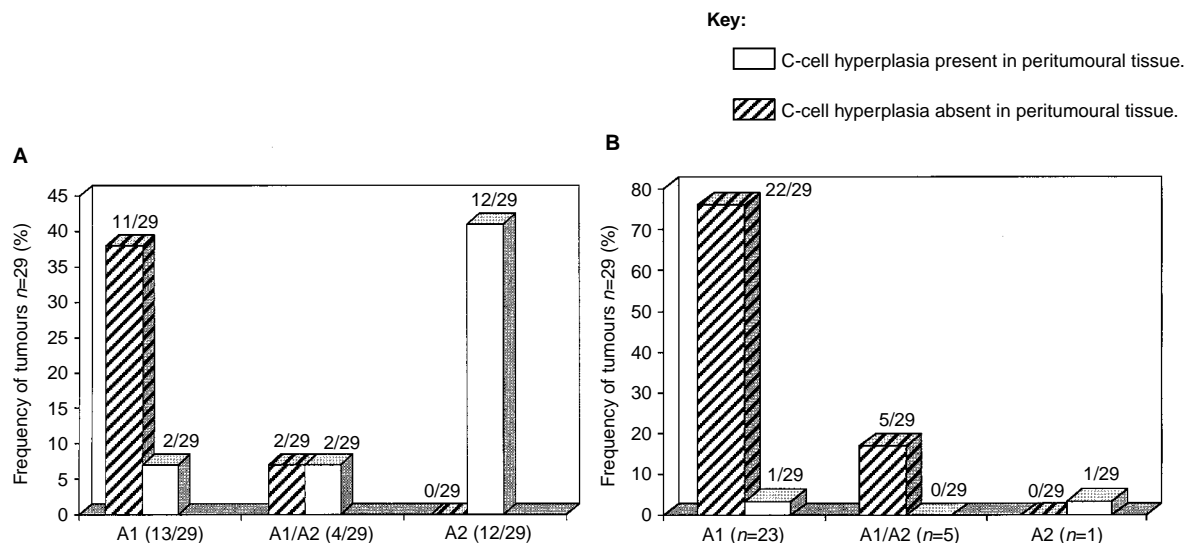 Key:
C-cell hyperplasia present in peritumoural tissue.
C-cell hyperplasia absent in peritumoural tissue.
A
Frequency of tumours n=29 (%)
45
40
35
30
25
20
15
10
5
0
11/29
2/29
2/29
2/29
0/29
12/29
A1 (13/29)
A1/A2 (4/29)
A2 (12/29)
B
Frequency of tumours n=29 (%)
80
70
60
50
40
30
20
10
0
22/29
1/29
5/29
0/29
0/29
1/29
A1 (n=23)
A1/A2 (n=5)
A2 (n=1)